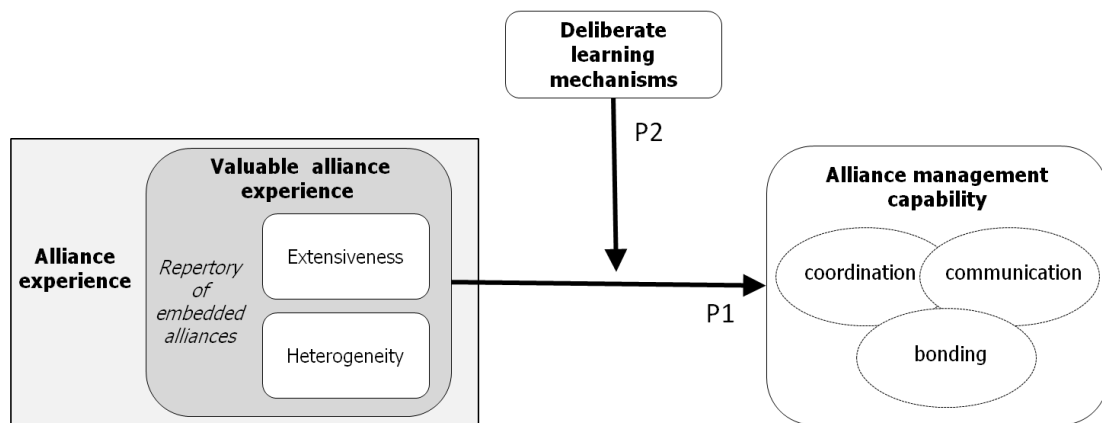 Deliberate
learning
mechanisms
P2
Valuable alliance
experience
Alliance
experience
Repertory
of
embedded
alliances
Extensiveness
Heterogeneity
P1
Alliance management
capability
coordination
communication
bonding